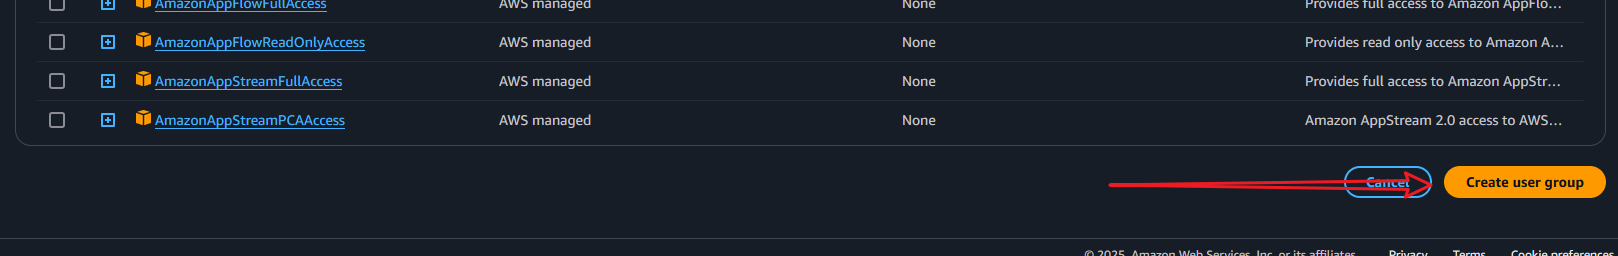 AmazonAppFlowFullAccess AWS managed None Provides full access to Amazon AppFlo...
AmazonAppFlowReadOnlyAccess AWS managed None Provides read only access to Amazon A...
AmazonAppStreamFullAccess AWS managed None Provides full access to Amazon AppStr...
AmazonAppStreamPCAAccess AWS managed None Amazon AppStream 2.0 access to AWS...
Cancel Create user group
© 2025, Amazon Web Services, Inc. or its affiliates. Privacy Terms Cookie preferences